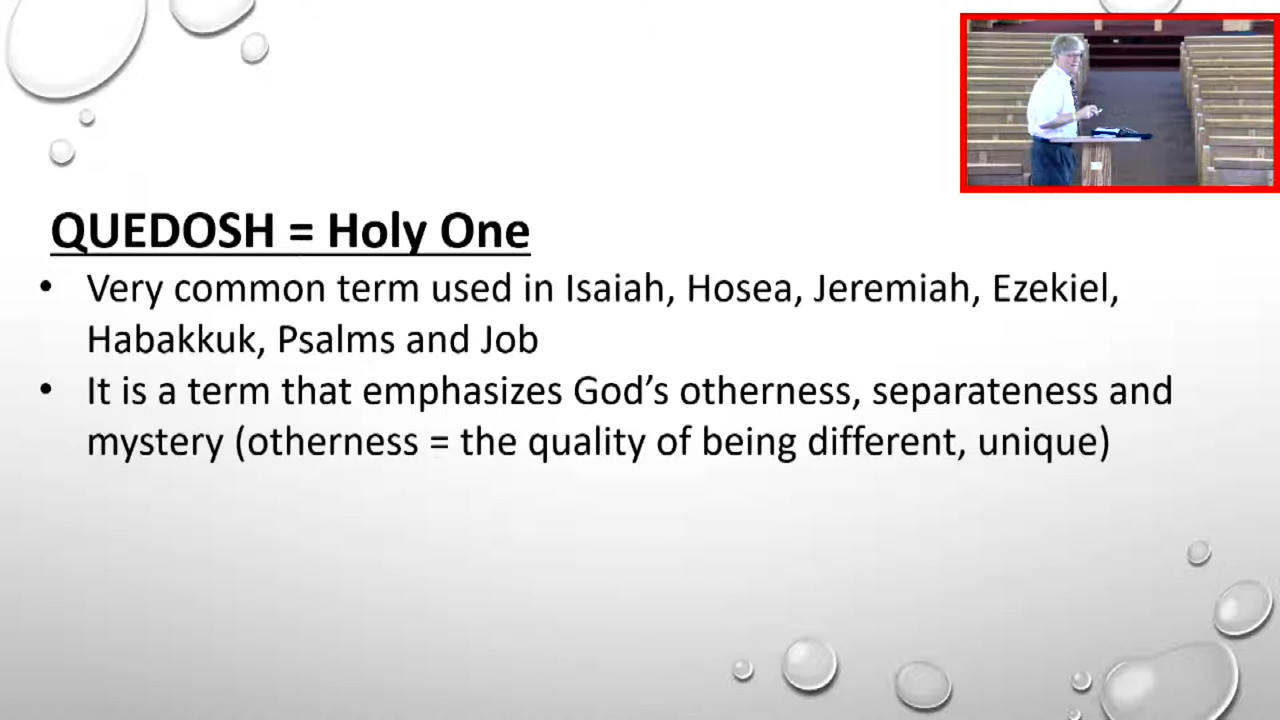 QUEDOSH = Holy One
• Very common term used in Isaiah, Hosea, Jeremiah, Ezekiel,
Habakkuk, Psalms and Job
• It is a term that emphasizes God’s otherness, separateness and
mystery (otherness = the quality of being different, unique)